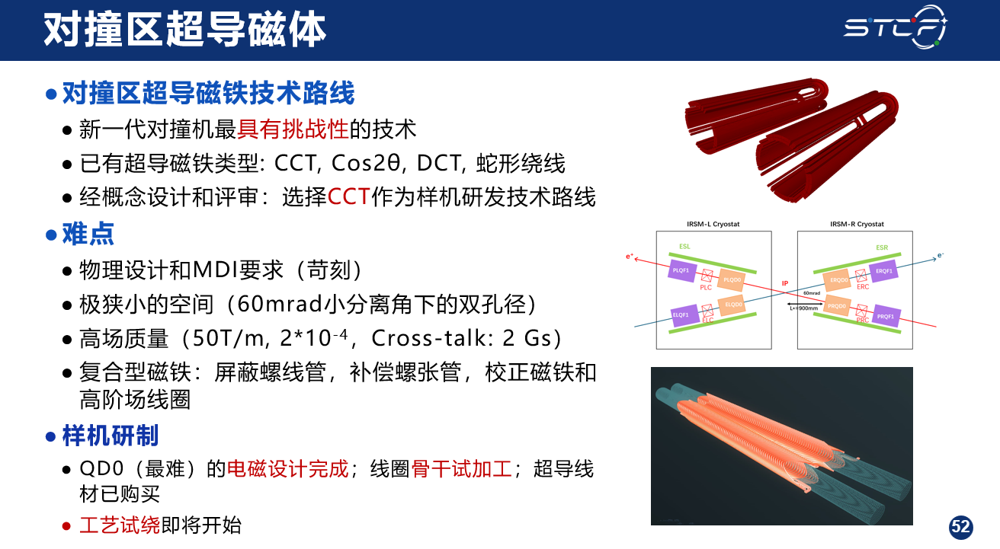 对撞区超导磁体
STCF
●对撞区超导磁铁技术路线
● 新一代对撞机最具有挑战性的技术
● 已有超导磁铁类型: CCT, Cos2θ, DCT, 蛇形绕线
● 经概念设计和评审：选择CCT作为样机研发技术路线
●难点
● 物理设计和MDI要求（苛刻）
● 极狭小的空间（60mrad小分离角下的双孔径）
● 高场质量（50T/m, 2*10⁻⁴，Cross-talk: 2 Gs）
● 复合型磁铁：屏蔽螺线管，补偿螺张管，校正磁铁和
高阶场线圈
●样机研制
● QD0（最难）的电磁设计完成；线圈骨干试加工；超导线
材已购买
● 工艺试绕即将开始
IRSM-L Cryostat
IRSM-R Cryostat
ESL
ESR
e⁺
e⁻
PLQF1
PLC
PLQD0
IP
ERQD0
ERC
ERQF1
60mrad
L*=900mm
ELQF1
ELC
ELQD0
PRQD0
PRC
PRQF1
52